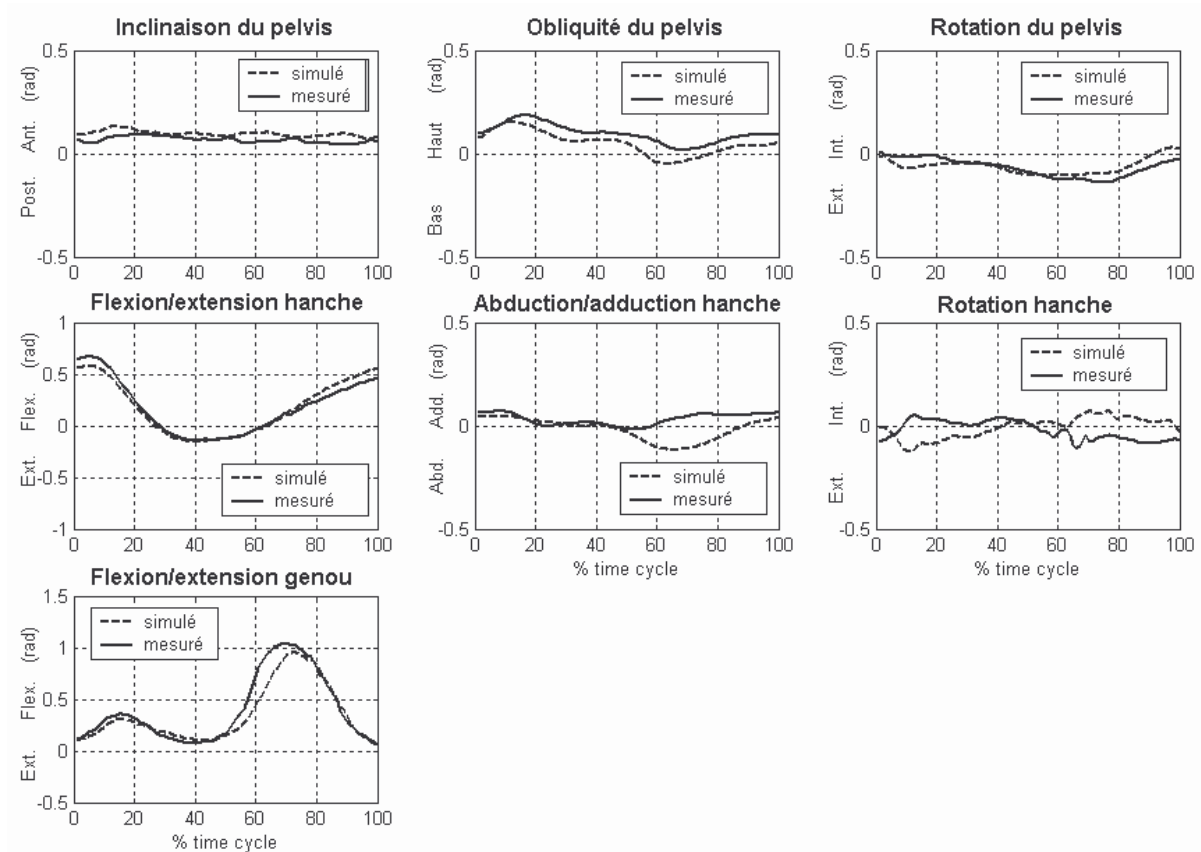 Inclinaison du pelvis
Obliquité du pelvis
Rotation du pelvis
0.5
0
-0.5
Post. Ant. (rad)
simulé
mesuré
0 20 40 60 80 100
0.5
0
-0.5
Bas Haut (rad)
simulé
mesuré
0 20 40 60 80 100
0.5
0
-0.5
Ext. Int. (rad)
simulé
mesuré
0 20 40 60 80 100
Flexion/extension hanche
Abduction/adduction hanche
Rotation hanche
1
0.5
0
-0.5
-1
Ext. Flex. (rad)
simulé
mesuré
0 20 40 60 80 100
0.5
0
-0.5
Abd. Add. (rad)
simulé
mesuré
0 20 40 60 80 100
% time cycle
0.5
0
-0.5
Ext. Int. (rad)
simulé
mesuré
0 20 40 60 80 100
% time cycle
Flexion/extension genou
1.5
1
0.5
0
-0.5
Ext. Flex. (rad)
simulé
mesuré
0 20 40 60 80 100
% time cycle